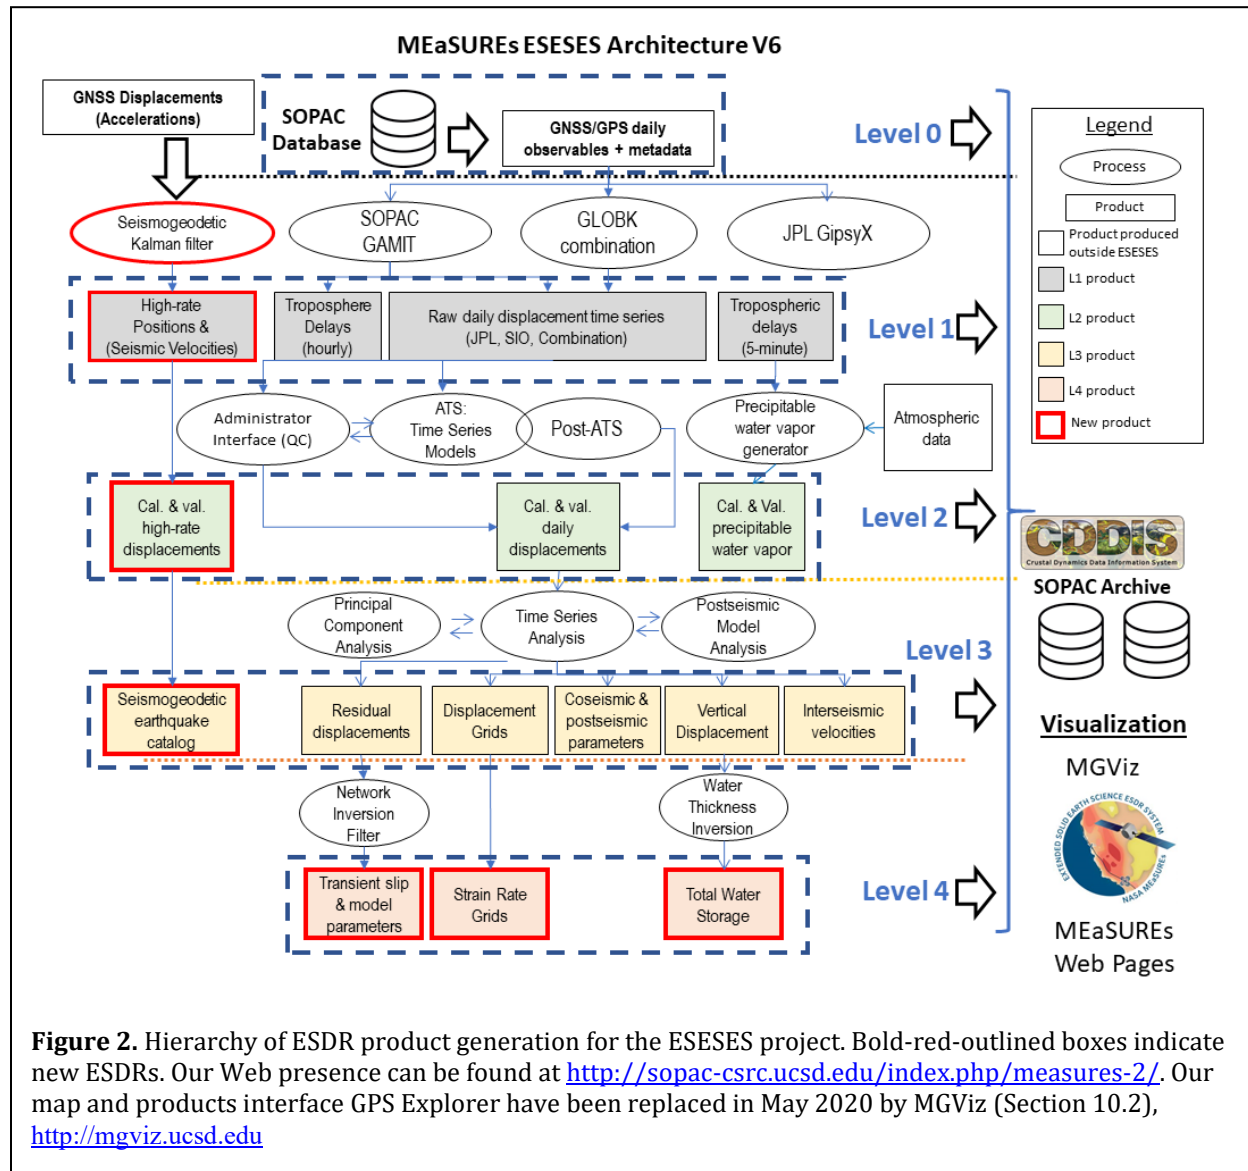 MEaSUREs ESESES Architecture V6
GNSS Displacements
(Accelerations)
SOPAC
Database
GNSS/GPS daily
observables + metadata
Level 0
Legend
Process
Product
Product produced
outside ESESES
L1 product
L2 product
L3 product
L4 product
New product
Seismogeodetic
Kalman filter
SOPAC
GAMIT
GLOBK
combination
JPL GipsyX
High-rate
Positions &
(Seismic Velocities)
Troposphere
Delays
(hourly)
Raw daily displacement time series
(JPL, SIO, Combination)
Tropospheric
delays
(5-minute)
Level 1
Administrator
Interface (QC)
ATS:
Time Series
Models
Post-ATS
Precipitable
water vapor
generator
Atmospheric
data
Cal. & val.
high-rate
displacements
Cal. & val.
daily
displacements
Cal. & Val.
precipitable
water vapor
Level 2
CDDIS
Crustal Dynamics Data Information System
SOPAC Archive
Principal
Component
Analysis
Time Series
Analysis
Postseismic
Model
Analysis
Level 3
Seismogeodetic
earthquake
catalog
Residual
displacements
Displacement
Grids
Coseismic &
postseismic
parameters
Vertical
Displacement
Interseismic
velocities
Visualization
MGViz
EXTENDED SOLID EARTH SCIENCE ESDR SYSTEM
NASA MEaSUREs
Network
Inversion
Filter
Water
Thickness
Inversion
Transient slip
& model
parameters
Strain Rate
Grids
Total Water
Storage
Level 4
MEaSUREs
Web Pages
Figure 2. Hierarchy of ESDR product generation for the ESESES project. Bold-red-outlined boxes indicate
new ESDRs. Our Web presence can be found at http://sopac-csrc.ucsd.edu/index.php/measures-2/. Our
map and products interface GPS Explorer have been replaced in May 2020 by MGViz (Section 10.2),
http://mgviz.ucsd.edu